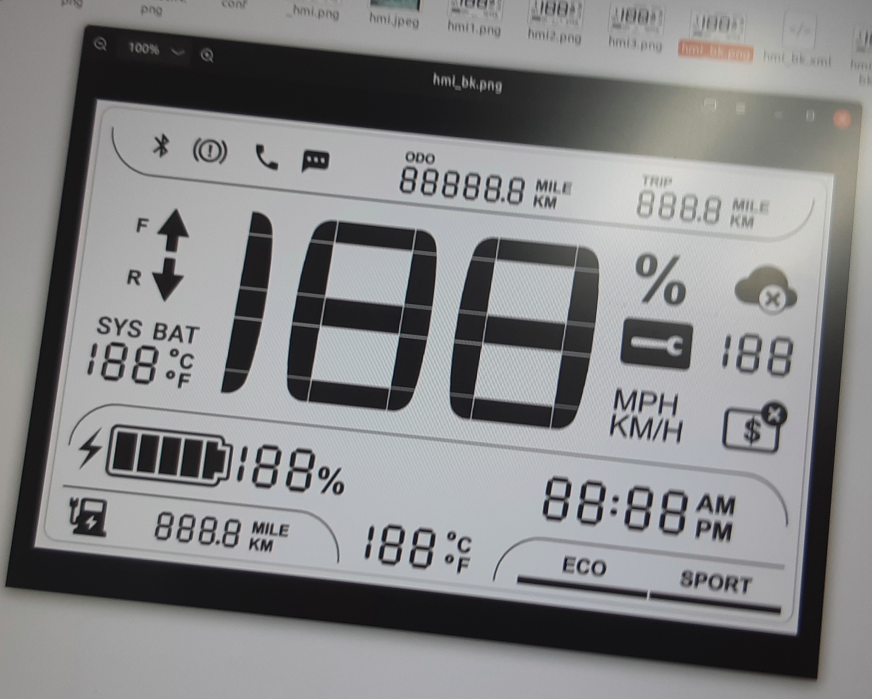 png
png
conf
_hmi.png
hmi.jpeg
hmi1.png
hmi2.png
hmi3.png
hmi_bk.png
hmi_bk.xml
100%
hmi_bk.png
ODO
88888.8 MILE
KM
TRIP
888.8 MILE
KM
F
R
SYS BAT
188 °C
°F
188
%
188
MPH
KM/H
$
188%
88:88 AM
PM
888.8 MILE
KM
188 °C
°F
ECO
SPORT